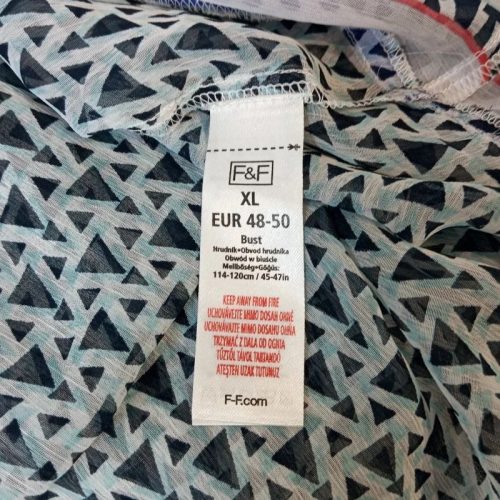 F&F
XL
EUR 48-50
Bust
Hrudník•Obvod hrudníka
Obwód w biuście
Mellbőség•Göğüs:
114-120cm / 45-47in
KEEP AWAY FROM FIRE
UCHOVÁVEJTE MIMO DOSAH OHNĚ
UCHOVÁVAJTE MIMO DOSAHU OHŇA
TRZYMAĆ Z DALA OD OGNIA
TŰZTŐL TÁVOL TARTANDÓ
ATEŞTEN UZAK TUTUNUZ
F-F.com